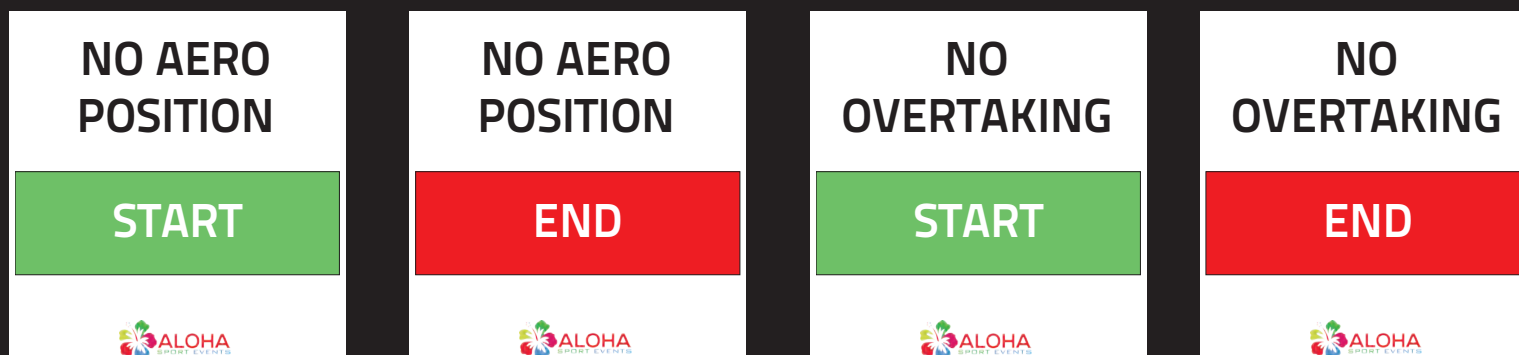 NO AERO
POSITION
START
ALOHA
SPORT EVENTS
NO AERO
POSITION
END
ALOHA
SPORT EVENTS
NO
OVERTAKING
START
ALOHA
SPORT EVENTS
NO
OVERTAKING
END
ALOHA
SPORT EVENTS